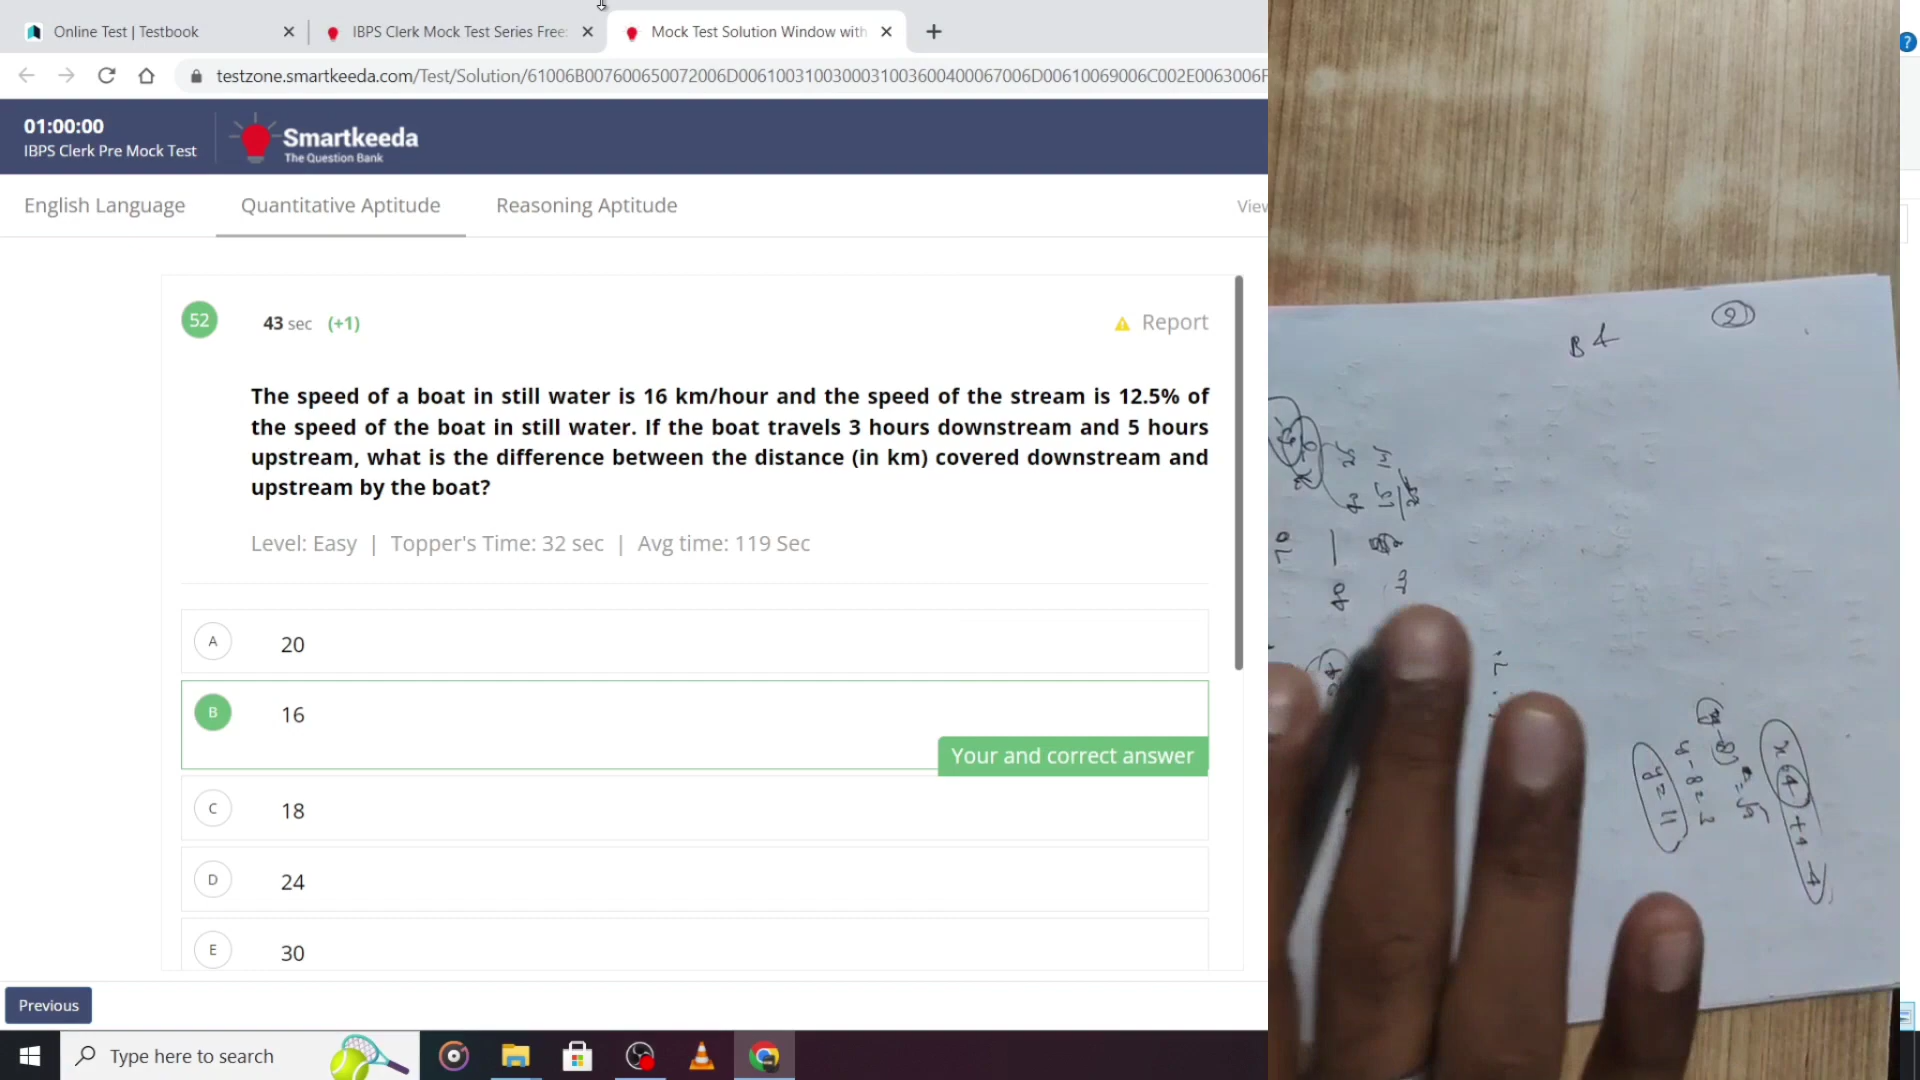 Online Test | Testbook
IBPS Clerk Mock Test Series Free:
Mock Test Solution Window with
testzone.smartkeeda.com/Test/Solution/
01:00:00
IBPS Clerk Pre Mock Test
Smartkeeda
The Question Bank
English Language
Quantitative Aptitude
Reasoning Aptitude
View
52
43 sec (+1)
Report
The speed of a boat in still water is 16 km/hour and the speed of the stream is 12.5% of
the speed of the boat in still water. If the boat travels 3 hours downstream and 5 hours
upstream, what is the difference between the distance (in km) covered downstream and
upstream by the boat?
Level: Easy | Topper's Time: 32 sec | Avg time: 119 Sec
A 20
B 16
Your and correct answer
C 18
D 24
E 30
Previous
Type here to search
?
2
B
70
40
y - 8 = 3
y = 11